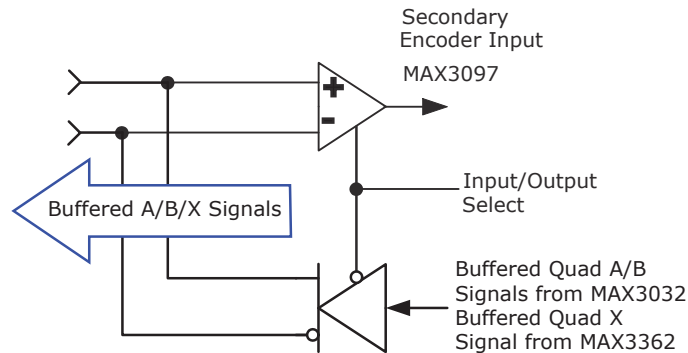 Secondary
Encoder Input
MAX3097
+
-
Buffered A/B/X Signals
Input/Output
Select
Buffered Quad A/B
Signals from MAX3032
Buffered Quad X
Signal from MAX3362